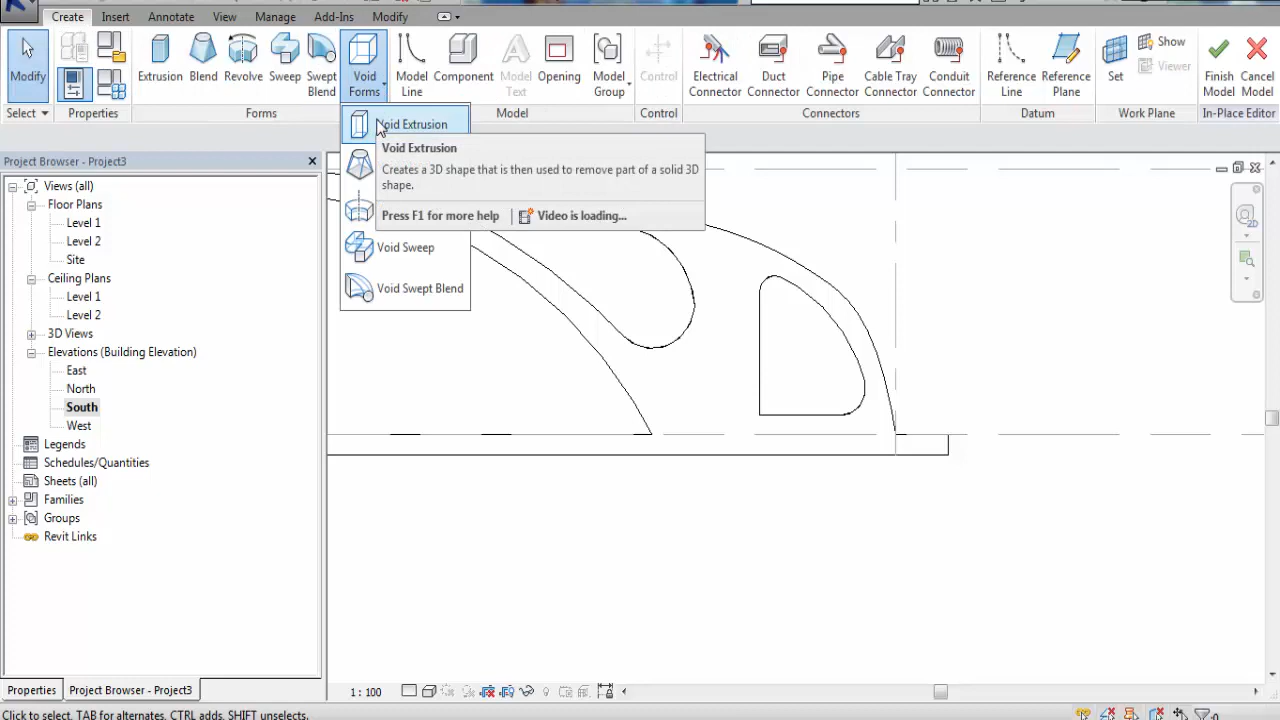 Create Insert Annotate View Manage Add-Ins Modify
Modify
Extrusion Blend Revolve Sweep Swept Blend Void Forms
Model Line Component Model Text Opening Model Group
Control
Electrical Connector Duct Connector Pipe Connector Cable Tray Connector Conduit Connector
Reference Line Reference Plane
Set Show Viewer
Finish Model Cancel Model
Select Properties Forms Model Control Connectors Datum Work Plane In-Place Editor
Void Extrusion
Void Extrusion
Creates a 3D shape that is then used to remove part of a solid 3D
shape.
Press F1 for more help Video is loading...
Void Sweep
Void Swept Blend
2D
Project Browser - Project3
Views (all)
Floor Plans
Level 1
Level 2
Site
Ceiling Plans
Level 1
Level 2
3D Views
Elevations (Building Elevation)
East
North
South
West
Legends
Schedules/Quantities
Sheets (all)
Families
Groups
Revit Links
Properties Project Browser - Project3
1 : 100
Click to select, TAB for alternates, CTRL adds, SHIFT unselects.
:0